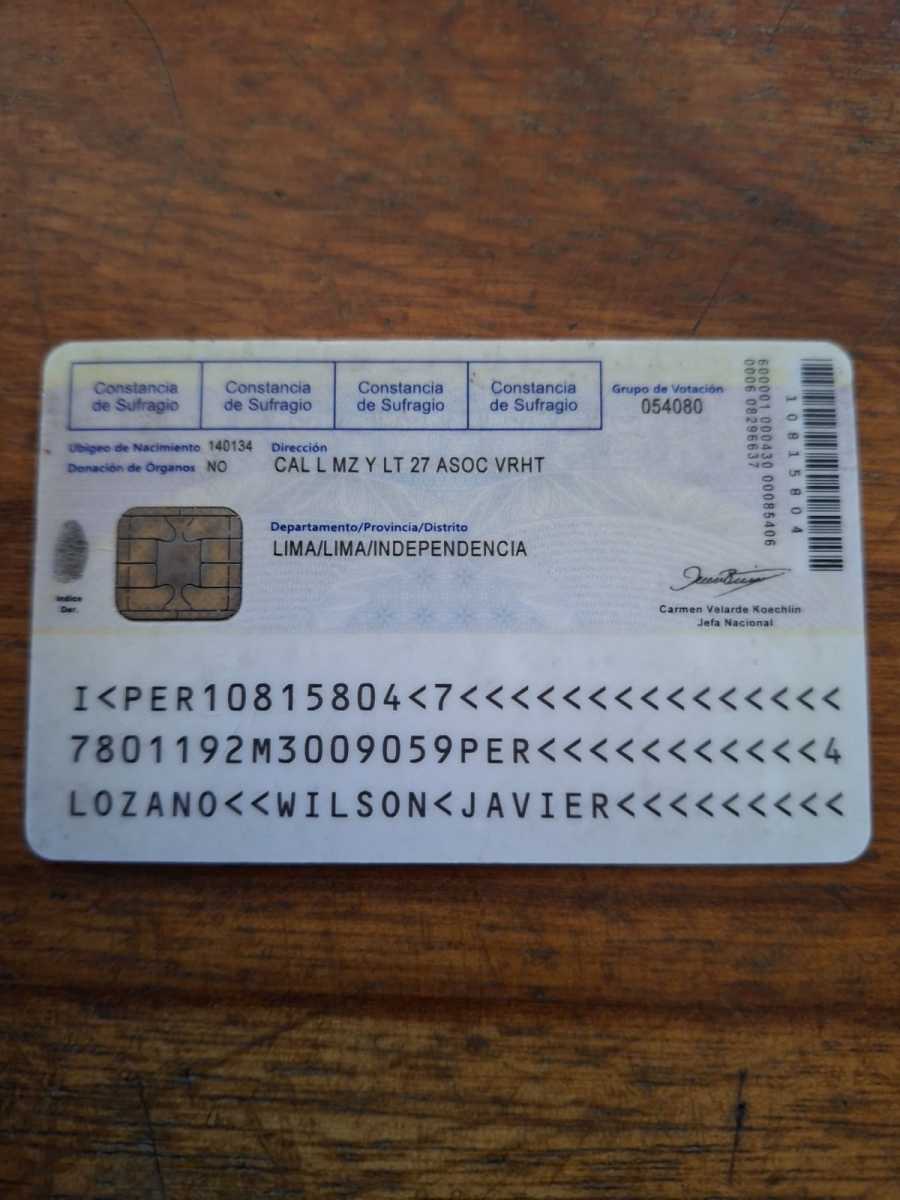 Constancia de Sufragio
Constancia de Sufragio
Constancia de Sufragio
Constancia de Sufragio
Grupo de Votación
054080
Ubigeo de Nacimiento 140134
Donación de Órganos NO
Dirección
CAL L MZ Y LT 27 ASOC VRHT
Departamento/Provincia/Distrito
LIMA/LIMA/INDEPENDENCIA
Indice
Der.
600001 000430 00085406
0006 08296637
10815804
Carmen Velarde Koechlin
Jefa Nacional
I<PER10815804<7<<<<<<<<<<<<<<<
7801192M3009059PER<<<<<<<<<<<4
LOZANO<<WILSON<JAVIER<<<<<<<<<